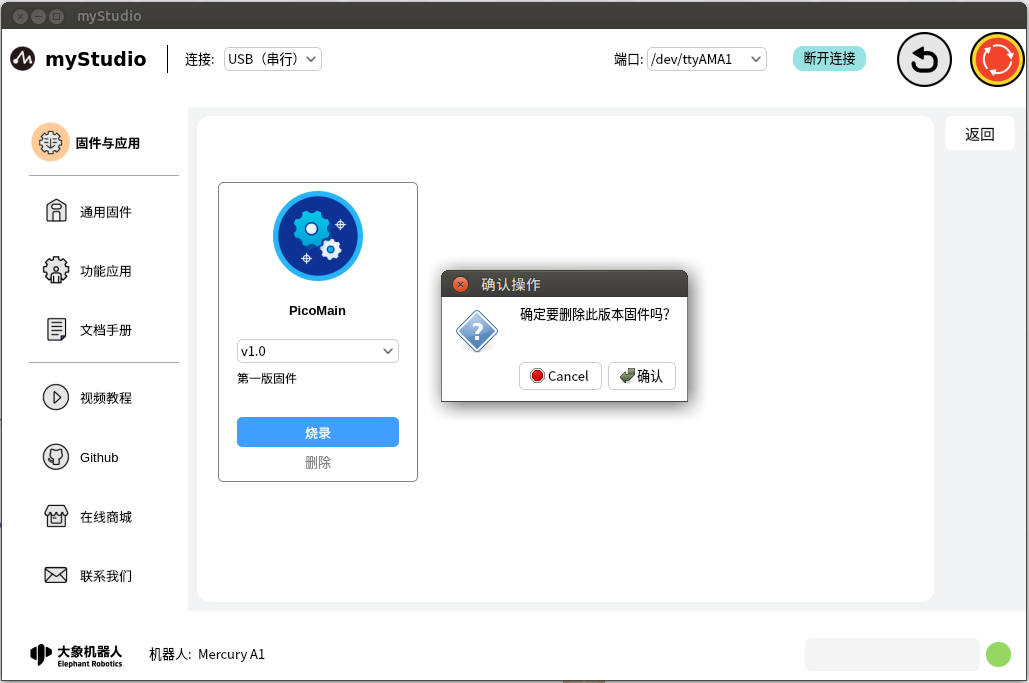 myStudio
myStudio
连接: USB（串行） 端口: /dev/ttyAMA1 断开连接
固件与应用
返回
通用固件
功能应用
文档手册
视频教程
Github
在线商城
联系我们
PicoMain
v1.0
第一版固件
烧录
删除
确认操作
确定要删除此版本固件吗?
Cancel 确认
大象机器人
Elephant Robotics
机器人: Mercury A1